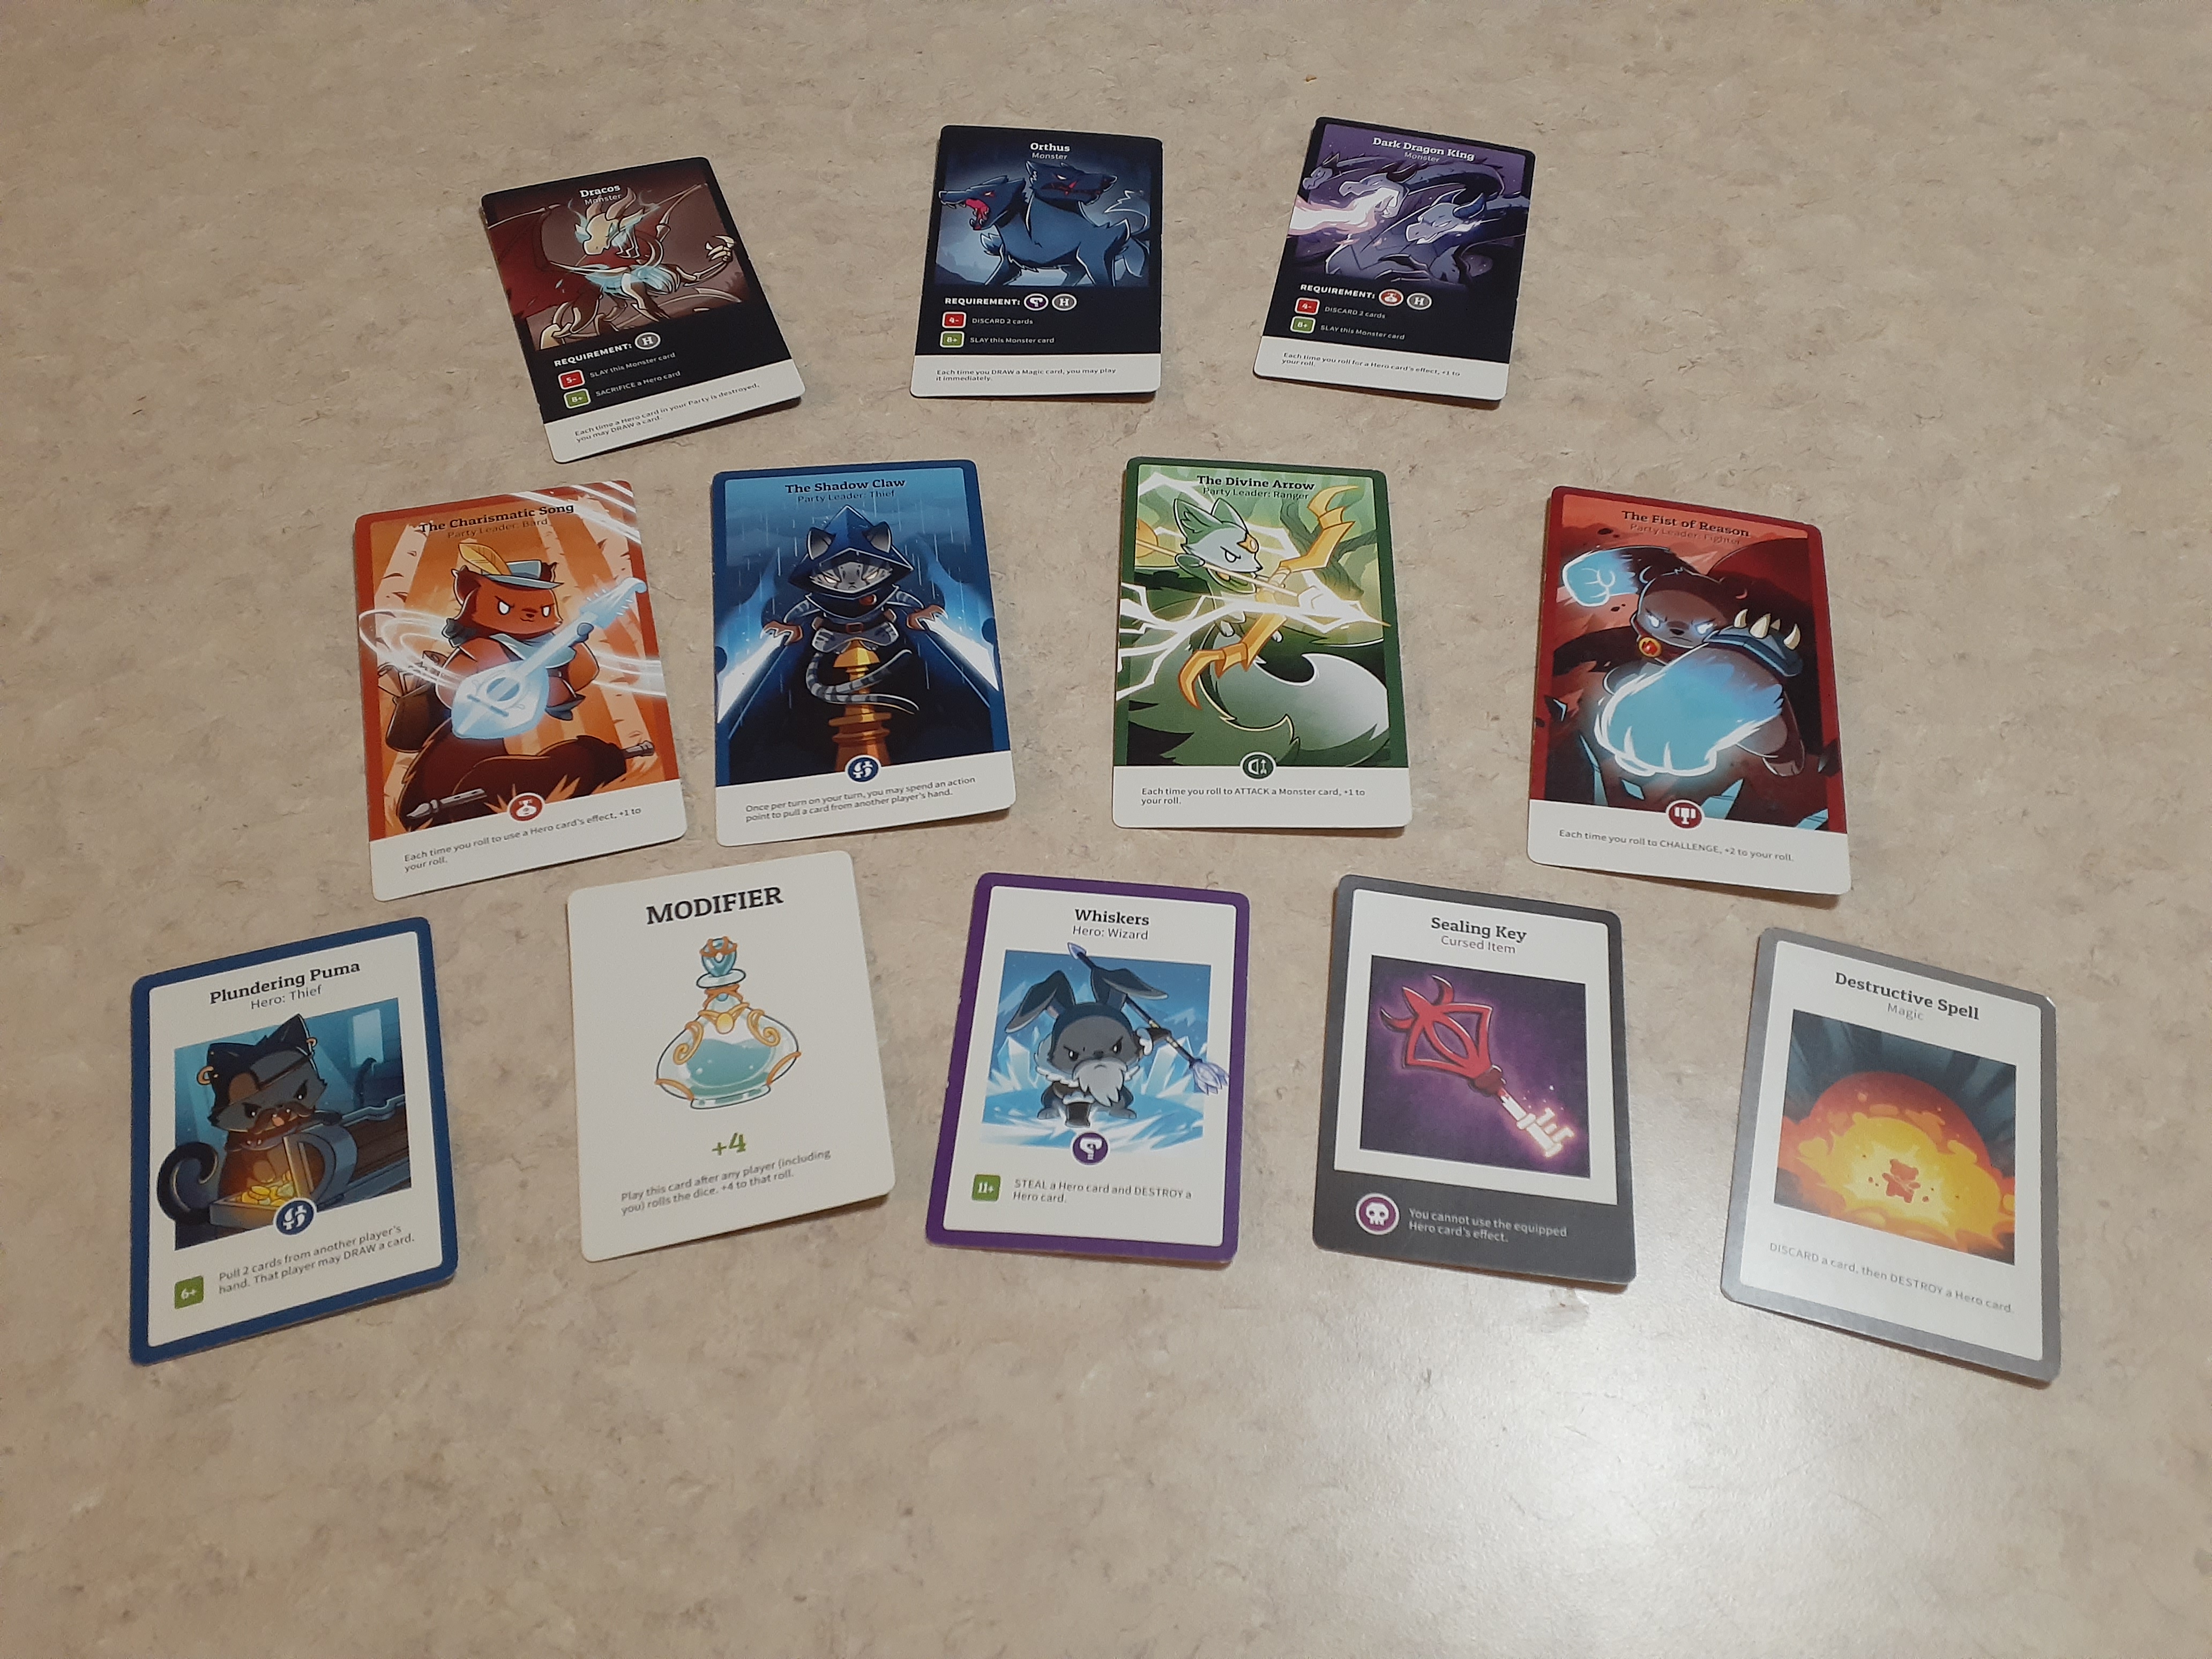 Dracos
Monster
REQUIREMENT: H
5- SLAY this Monster card
8+ SACRIFICE a Hero card
Each time a Hero card in your Party is destroyed,
you may DRAW a card.
Orthus
Monster
REQUIREMENT: H
4- DISCARD 2 cards
8+ SLAY this Monster card
Each time you DRAW a Magic card, you may play
it immediately.
Dark Dragon King
Monster
REQUIREMENT: H
4- DISCARD 2 cards
8+ SLAY this Monster card
Each time you roll for a Hero card's effect, +1 to
your roll.
The Charismatic Song
Party Leader: Bard
Each time you roll to use a Hero card's effect, +1 to
your roll.
The Shadow Claw
Party Leader: Thief
Once per turn on your turn, you may spend an action
point to pull a card from another player's hand.
The Divine Arrow
Party Leader: Ranger
Each time you roll to ATTACK a Monster card, +1 to
your roll.
The Fist of Reason
Party Leader: Fighter
Each time you roll to CHALLENGE, +2 to your roll.
Plundering Puma
Hero: Thief
6+
Pull 2 cards from another player's
hand. That player may DRAW a card.
MODIFIER
+4
Play this card after any player (including
you) rolls the dice. +4 to that roll.
Whiskers
Hero: Wizard
11+
STEAL a Hero card and DESTROY a
Hero card.
Sealing Key
Cursed Item
You cannot use the equipped
Hero card's effect.
Destructive Spell
Magic
DISCARD a card, then DESTROY a Hero card.